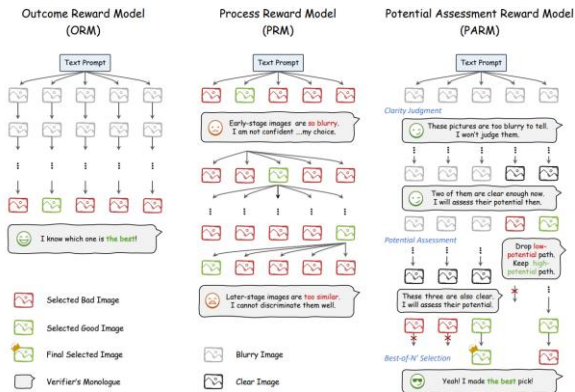 Outcome Reward Model
(ORM)
Process Reward Model
(PRM)
Potential Assessment Reward Model
(PARM)
Text Prompt
Text Prompt
Text Prompt
Early-stage images are so blurry.
I am not confident ...my choice.
Clarity Judgment
These pictures are too blurry to tell.
I won't judge them.
Two of them are clear enough now.
I will assess their potential then.
I know which one is the best!
Potential Assessment
Drop low-
potential path.
Keep high-
potential path.
Later-stage images are too similar.
I cannot discriminate them well.
These three are also clear.
I will assess their potential.
Selected Bad Image
Selected Good Image
Final Selected Image
Verifier's Monologue
Blurry Image
Clear Image
Best-of-N' Selection
Yeah! I made the best pick!